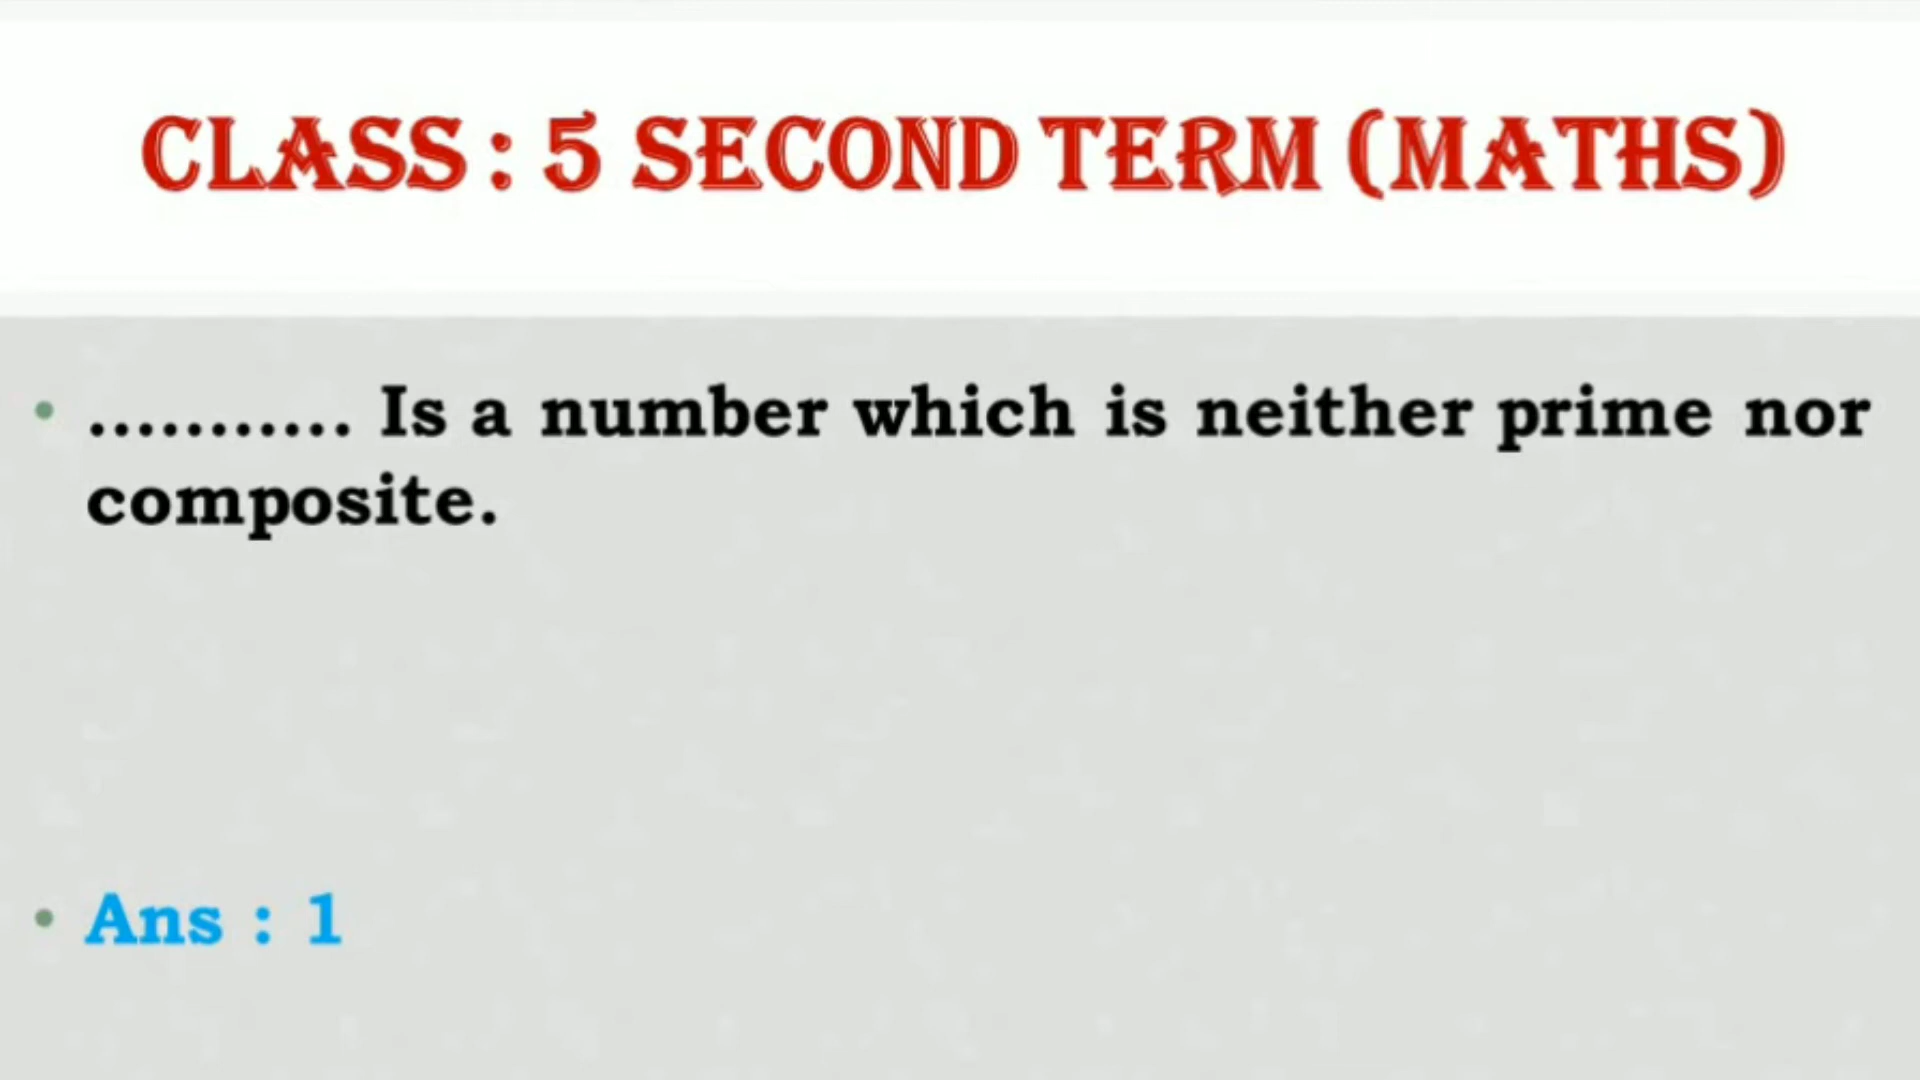 CLASS : 5 SECOND TERM (MATHS)
• ........... Is a number which is neither prime nor
composite.
• Ans : 1